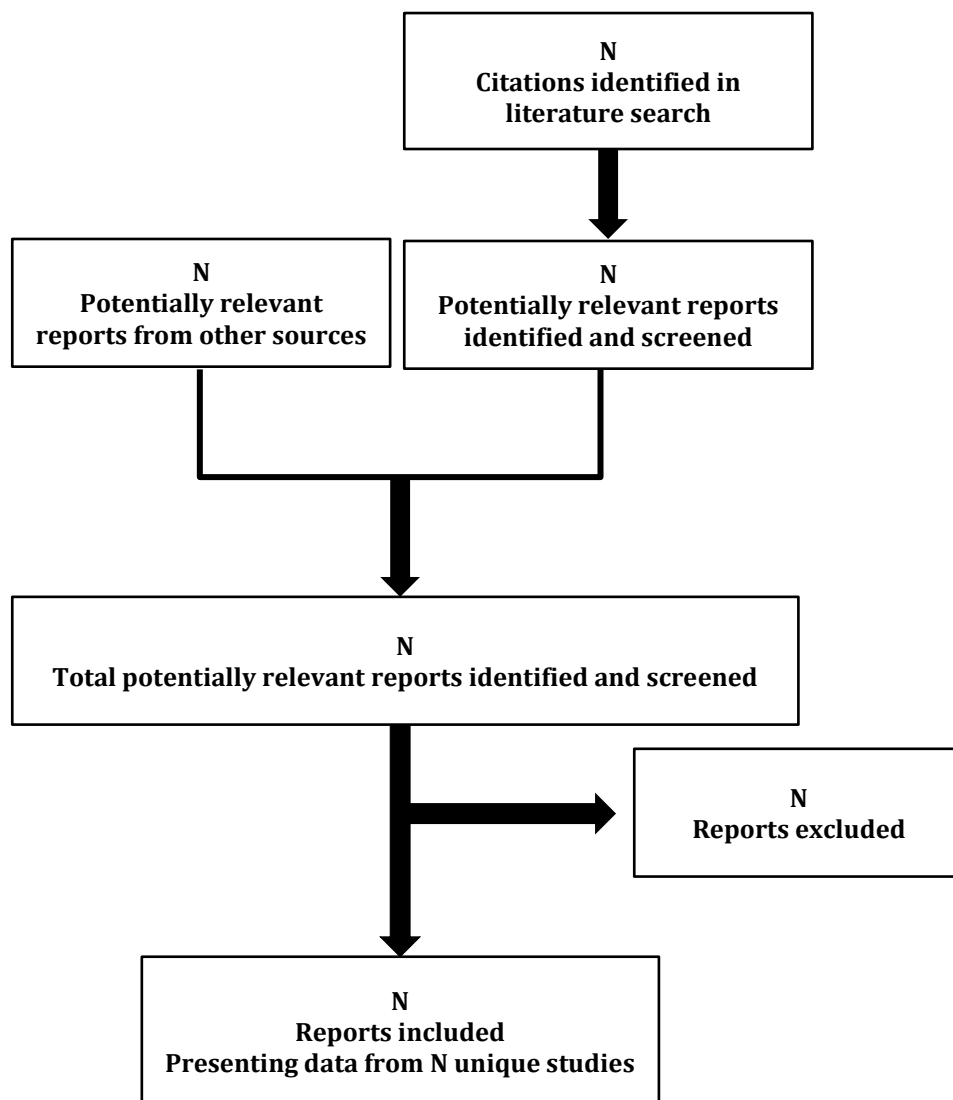 N
Citations identified in
literature search
N
Potentially relevant
reports from other sources
N
Potentially relevant reports
identified and screened
N
Total potentially relevant reports identified and screened
N
Reports excluded
N
Reports included
Presenting data from N unique studies